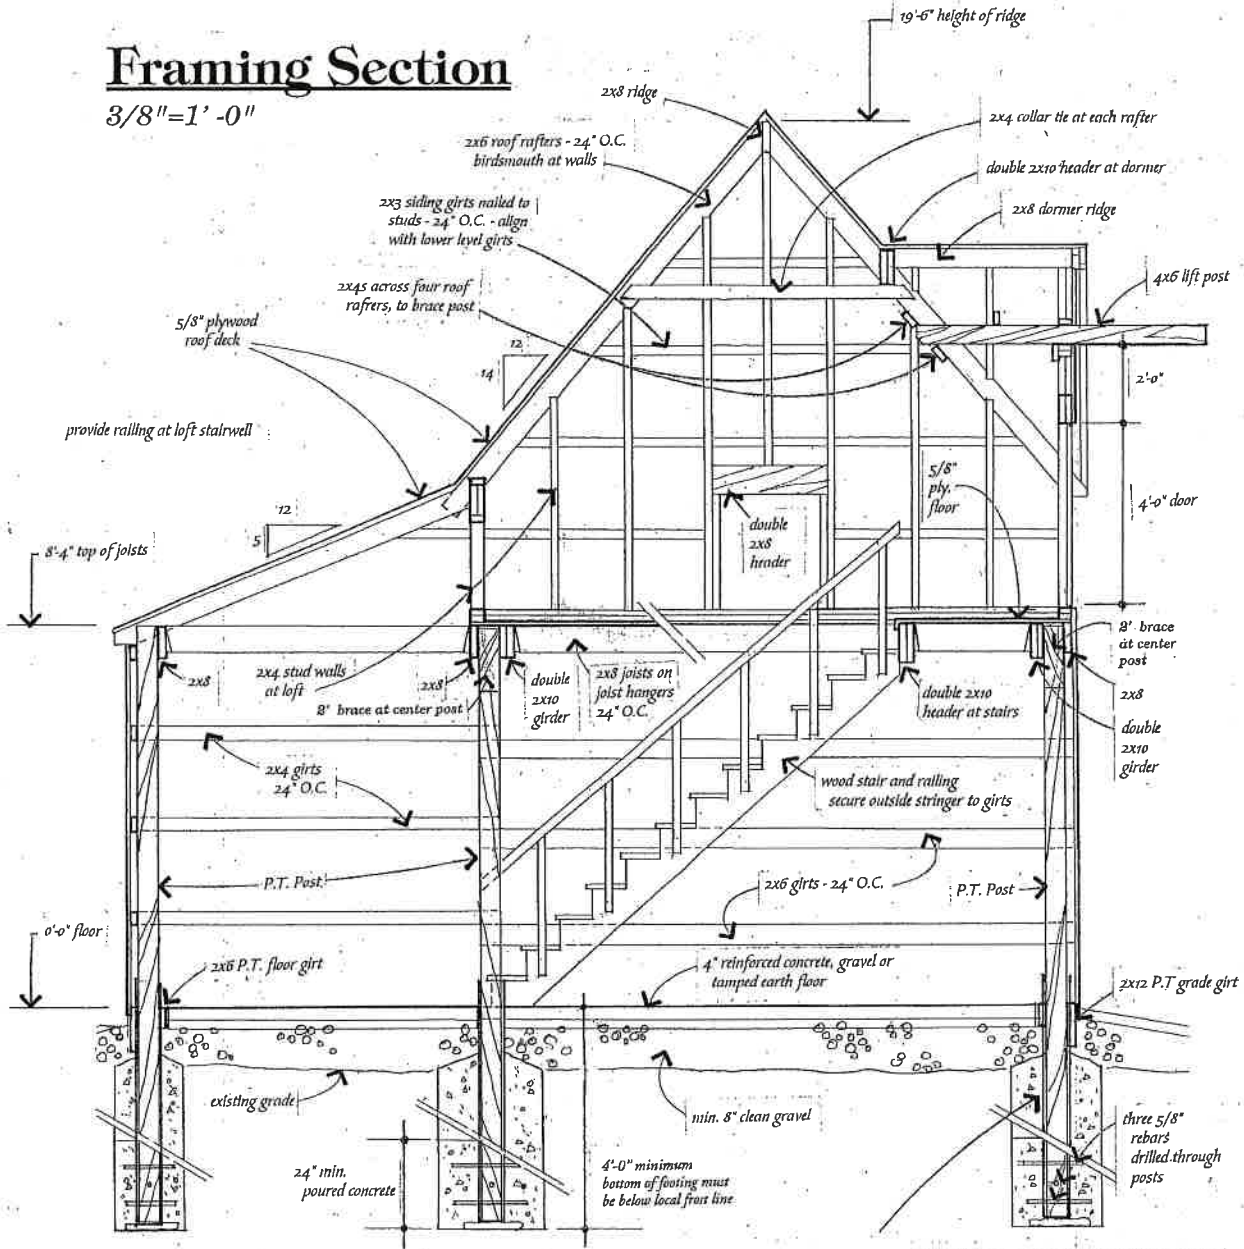 Framing Section
3/8"=1' -0"
19'-6" height of ridge
2x8 ridge
2x4 collar tie at each rafter
2x6 roof rafters - 24" O.C.
birdsmouth at walls
double 2x10 header at dormer
2x3 siding girts nailed to
studs - 24" O.C. - align
with lower level girts
2x8 dormer ridge
4x6 lift post
2x4s across four roof
rafrers, to brace post
5/8" plywood
roof deck
12
14
2'-0"
provide railing at loft stairwell
5/8"
ply.
floor
4'-0" door
12
5
double
2x8
header
8'-4" top of joists
2x8
2x4 stud walls
at loft
2x8
2' brace at center post
double
2x10
girder
2x8 joists on
joist hangers
24" O.C.
double 2x10
header at stairs
2' brace
at center
post
2x8
double
2x10
girder
2x4 girts
24" O.C.
wood stair and railing
secure outside stringer to girts
P.T. Post
2x6 girts - 24" O.C.
P.T. Post
0'-0" floor
2x6 P.T. floor girt
4" reinforced concrete, gravel or
tamped earth floor
2x12 P.T grade girt
existing grade
min. 8" clean gravel
three 5/8"
rebars
drilled through
posts
24" min.
poured concrete
4'-0" minimum
bottom of footing must
be below local frost line